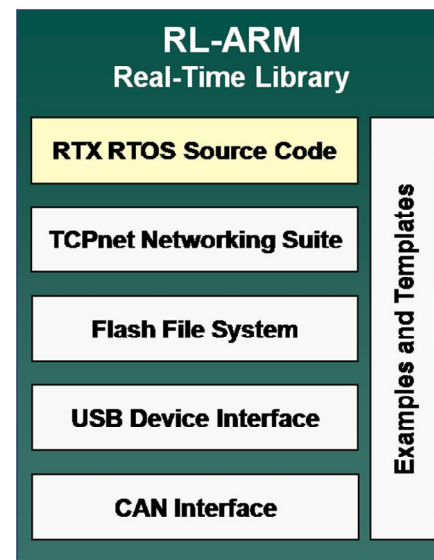 RL-ARM
Real-Time Library
RTX RTOS Source Code
TCPnet Networking Suite
Flash File System
USB Device Interface
CAN Interface
Examples and Templates